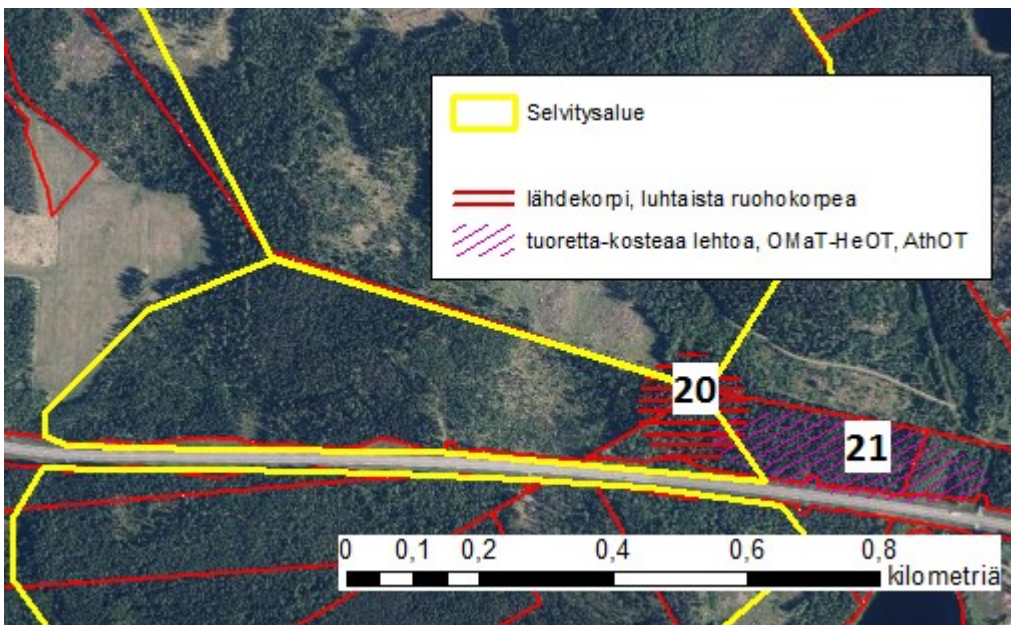 Selvitysalue
lähdekorpi, luhtaista ruohokorpea
tuoretta-kosteaa lehtoa, OMaT-HeOT, AthOT
20
21
0 0,1 0,2 0,4 0,6 0,8
kilometriä